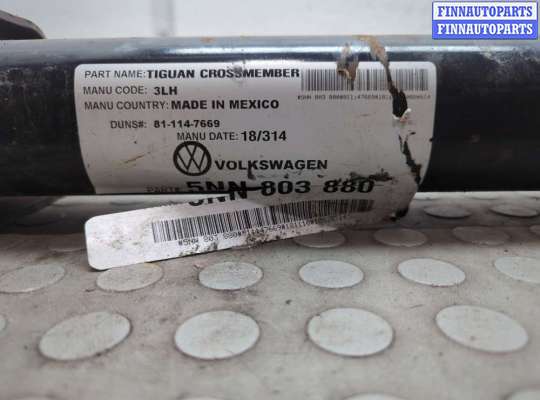 FINNAUTOPARTS
FINNAUTOPARTS
PART NAME: TIGUAN CROSSMEMBER
MANU CODE: 3LH
MANU COUNTRY: MADE IN MEXICO
DUNS#: 81-114-7669
MANU DATE: 18/314
VOLKSWAGEN
5NN 803 880